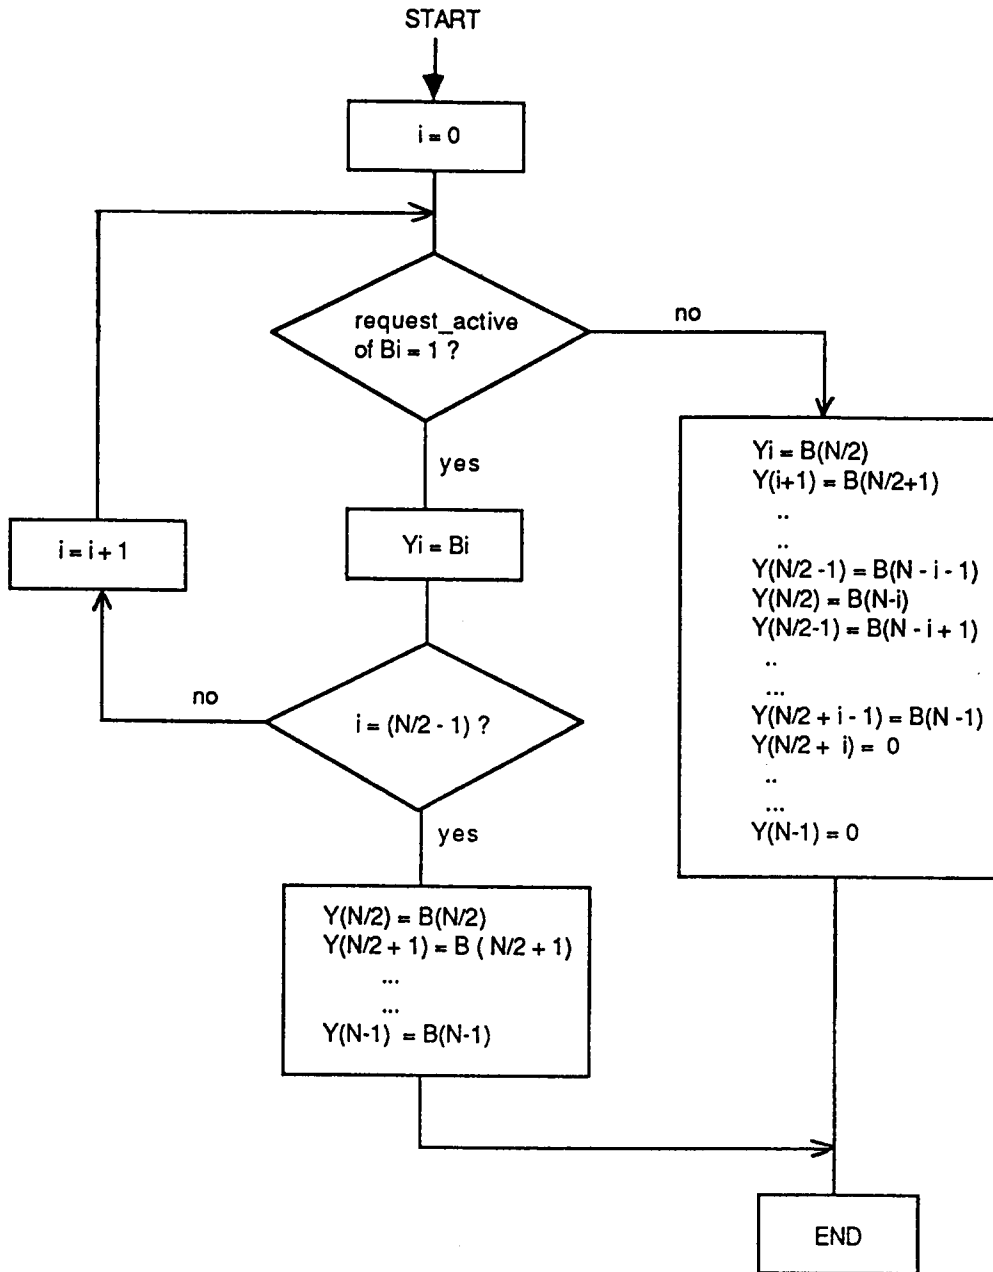 START
i = 0
request_active
of Bi = 1 ?
no
yes
Yi = Bi
i = i + 1
no
i = (N/2 - 1) ?
yes
Y(N/2) = B(N/2)
Y(N/2 + 1) = B ( N/2 + 1)
...
...
Y(N-1) = B(N-1)
Yi = B(N/2)
Y(i+1) = B(N/2+1)
..
..
Y(N/2 -1) = B(N - i - 1)
Y(N/2) = B(N-i)
Y(N/2-1) = B(N - i + 1)
..
...
Y(N/2 + i - 1) = B(N -1)
Y(N/2 + i) = 0
..
...
Y(N-1) = 0
END